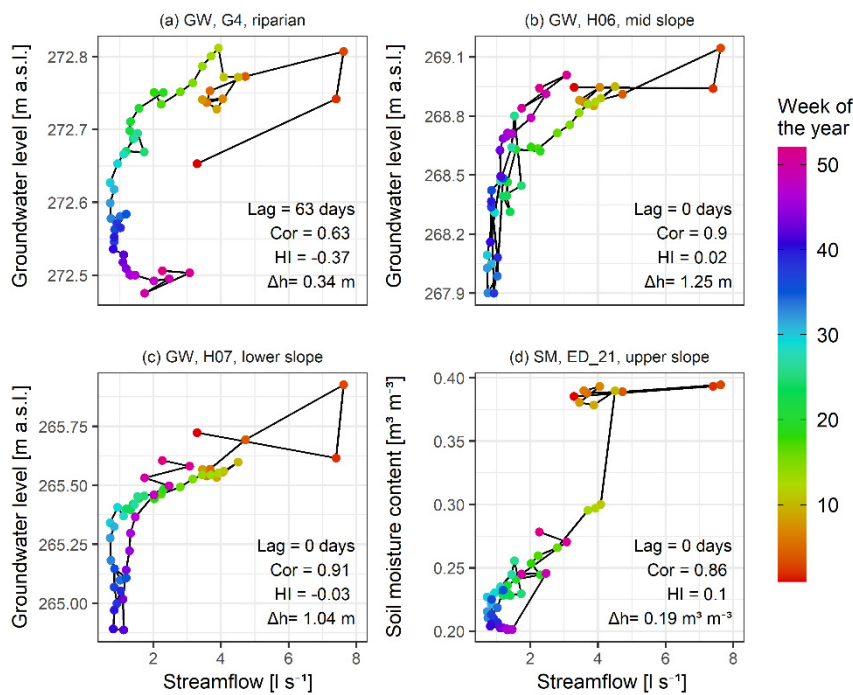 (a) GW, G4, riparian
272.8
272.7
272.6
272.5
Groundwater level [m a.s.l.]
Lag = 63 days
Cor = 0.63
HI = -0.37
Δh= 0.34 m
(b) GW, H06, mid slope
269.1
268.8
268.5
268.2
267.9
Groundwater level [m a.s.l.]
Lag = 0 days
Cor = 0.9
HI = 0.02
Δh= 1.25 m
(c) GW, H07, lower slope
265.75
265.50
265.25
265.00
Groundwater level [m a.s.l.]
Lag = 0 days
Cor = 0.91
HI = -0.03
Δh= 1.04 m
2 4 6 8
Streamflow [l s⁻¹]
(d) SM, ED_21, upper slope
0.40
0.35
0.30
0.25
0.20
Soil moisture content [m³ m⁻³]
Lag = 0 days
Cor = 0.86
HI = 0.1
Δh= 0.19 m³ m⁻³
2 4 6 8
Streamflow [l s⁻¹]
Week of
the year
50
40
30
20
10